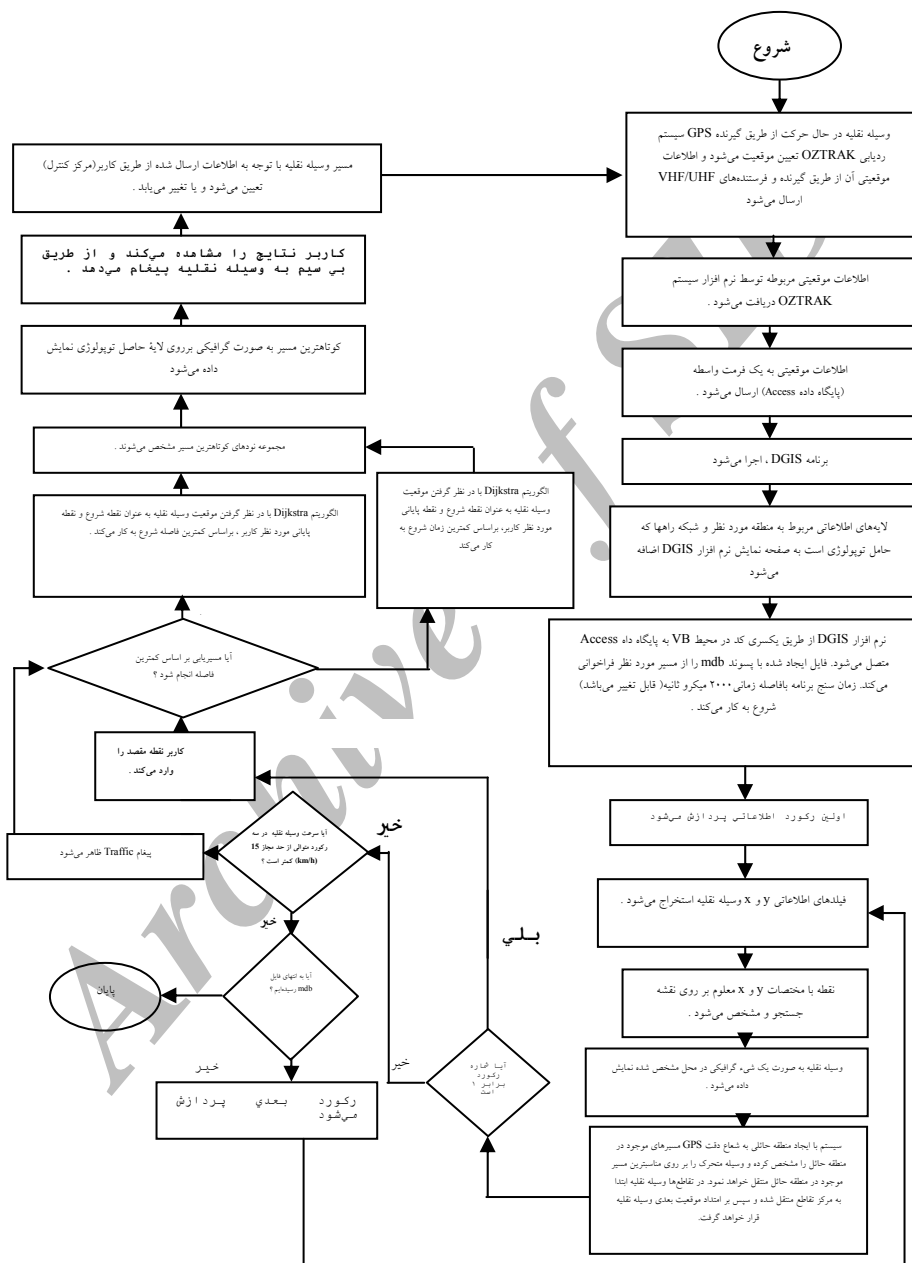 شروع
وسیله نقلیه در حال حرکت از طریق گیرنده GPS سیستم
ردیابی OZTRAK تعیین موقعیت می‌شود و اطلاعات
موقعیتی آن از طریق گیرنده و فرستنده‌های VHF/UHF
ارسال می‌شود
اطلاعات موقعیتی مربوطه توسط نرم افزار سیستم
OZTRAK دریافت می‌شود .
اطلاعات موقعیتی به یک فرمت واسطه
(پایگاه داده Access) ارسال می‌شود .
برنامه DGIS ، اجرا می‌شود
لایه‌های اطلاعاتی مربوط به منطقه مورد نظر و شبکه راهها که
حامل توپولوژی است به صفحه نمایش نرم افزار DGIS اضافه
می‌شود
نرم افزار DGIS از طریق یکسری کد در محیط VB به پایگاه داه Access
متصل می‌شود. فایل ایجاد شده با پسوند mdb را از مسیر مورد نظر فراخوانی
می‌کند. زمان سنج برنامه بافاصله زمانی۲۰۰۰ میکرو ثانیه( قابل تغییر می‌باشد)
شروع به کار می‌کند .
اولین رکورد اطلاعاتی پردازش می‌شود
فیلدهای اطلاعاتی y و x وسیله نقلیه استخراج می‌شود .
نقطه با مختصات y و x معلوم بر روی نقشه
جستجو و مشخص می‌شود .
وسیله نقلیه به صورت یک شیء گرافیکی در محل مشخص شده نمایش
داده می‌شود .
سیستم با ایجاد منطقه حائلی به شعاع دقت GPS مسیرهای موجود در
منطقه حائل را مشخص کرده و وسیله متحرک را بر روی مناسبترین مسیر
موجود در منطقه حائل منتقل خواهد نمود. در تقاطع‌ها وسیله نقلیه ابتدا
به مرکز تقاطع منتقل شده و سپس بر امتداد موقعیت بعدی وسیله نقلیه
قرار خواهد گرفت.
آیا شماره
رکورد
برابر ۱
است
بلي
خیر
کاربر نقطه مقصد را
وارد می‌کند .
آیا سرعت وسیله نقلیه در سه
رکورد متوالی از حد مجاز 15
(km/h) کمتر است ؟
خیر
پیغام Traffic ظاهر می‌شود
خیر
آیا به انتهای فایل
mdb رسیده‌ایم ؟
پایان
خیر
رکورد بعدي پردازش
مي‌شود
آیا مسیریابی بر اساس کمترین
فاصله انجام شود ؟
الگوریتم Dijkstra با در نظر گرفتن موقعیت وسیله نقلیه به عنوان نقطه شروع و نقطه
پایانی مورد نظر کاربر ، براساس کمترین فاصله شروع به کار می‌کند .
الگوریتم Dijkstra با در نظر گرفتن موقعیت
وسیله نقلیه به عنوان نقطه شروع و نقطه پایانی
مورد نظر کاربر، براساس کمترین زمان شروع به
کار می‌کند
مجموعه نودهای کوتاهترین مسیر مشخص می‌شوند .
کوتاهترین مسیر به صورت گرافیکی برروی لایهٔ حاصل توپولوژی نمایش
داده می‌شود
کاربر نتایج را مشاهده مي‌کند و از طریق
بي سیم به وسیله نقلیه پیغام مي‌دهد .
مسیر وسیله نقلیه با توجه به اطلاعات ارسال شده از طریق کاربر(مرکز کنترل)
تعیین می‌شود و یا تغییر می‌یابد .
Archive of S